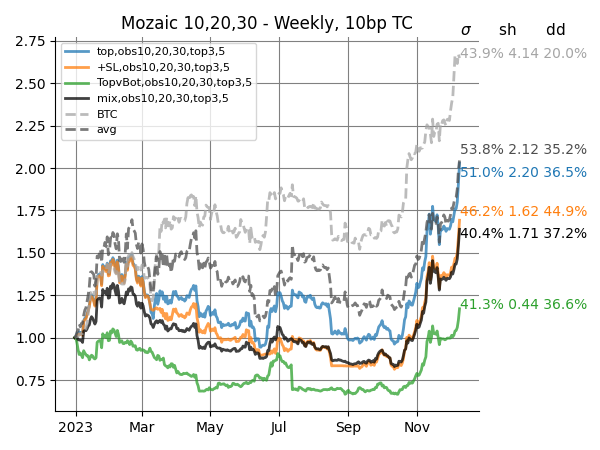 Mozaic 10,20,30 - Weekly, 10bp TC
σ sh dd
top,obs10,20,30,top3,5
+SL,obs10,20,30,top3,5
TopvBot,obs10,20,30,top3,5
mix,obs10,20,30,top3,5
BTC
avg
2.75
2.50
2.25
2.00
1.75
1.50
1.25
1.00
0.75
43.9% 4.14 20.0%
53.8% 2.12 35.2%
51.0% 2.20 36.5%
46.2% 1.62 44.9%
40.4% 1.71 37.2%
41.3% 0.44 36.6%
2023 Mar May Jul Sep Nov